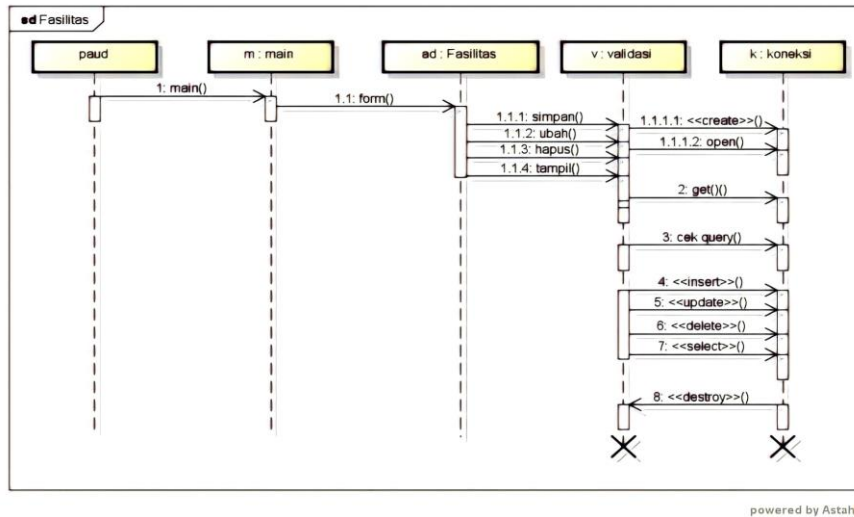 sd Fasilitas
paud
m : main
ad : Fasilitas
v : validasi
k : koneksi
1: main()
1.1: form()
1.1.1: simpan()
1.1.2: ubah()
1.1.3: hapus()
1.1.4: tampil()
1.1.1.1: <<create>>()
1.1.1.2: open()
2: get()()
3: cek query()
4: <<insert>>()
5: <<update>>()
6: <<delete>>()
7: <<select>>()
8: <<destroy>>()
powered by Astah